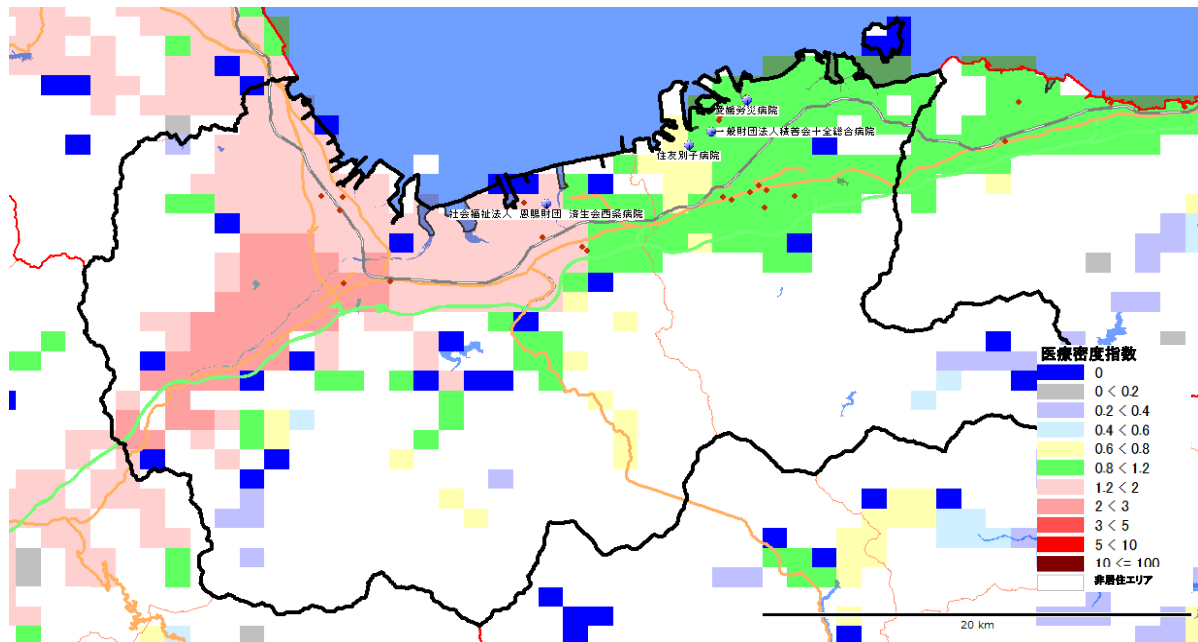 愛媛労災病院
一般財団法人積善会十全総合病院
住友別子病院
社会福祉法人 恩賜財団 済生会西条病院
医療密度指数
0
0 < 0.2
0.2 < 0.4
0.4 < 0.6
0.6 < 0.8
0.8 < 1.2
1.2 < 2
2 < 3
3 < 5
5 < 10
10 <= 100
非居住エリア
20 km